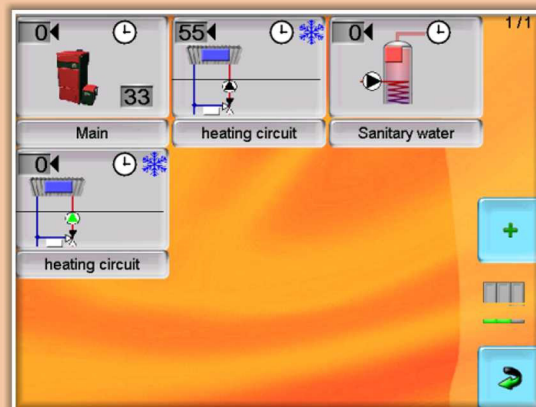 0 55 0 1/1
33
Main heating circuit Sanitary water
0
heating circuit